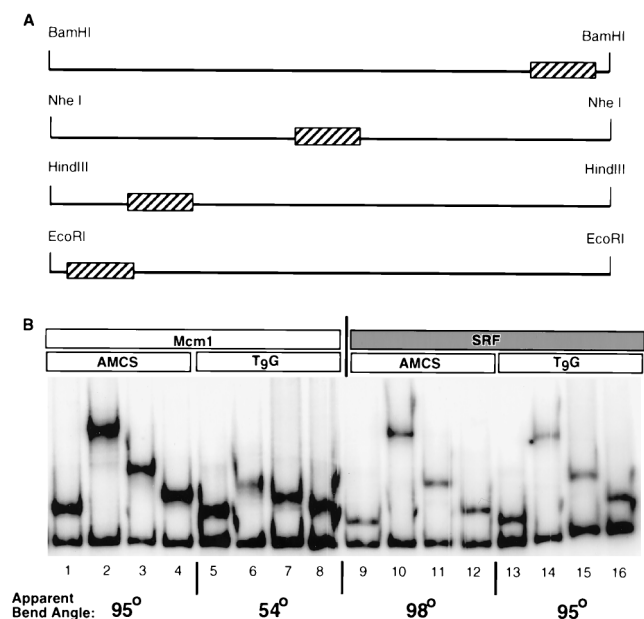 A
BamHI BamHI
Nhe I Nhe I
HindIII HindIII
EcoRI EcoRI
B
Mcm1 SRF
AMCS T9G AMCS T9G
1 2 3 4 5 6 7 8 9 10 11 12 13 14 15 16
Apparent
Bend Angle: 95° 54° 98° 95°